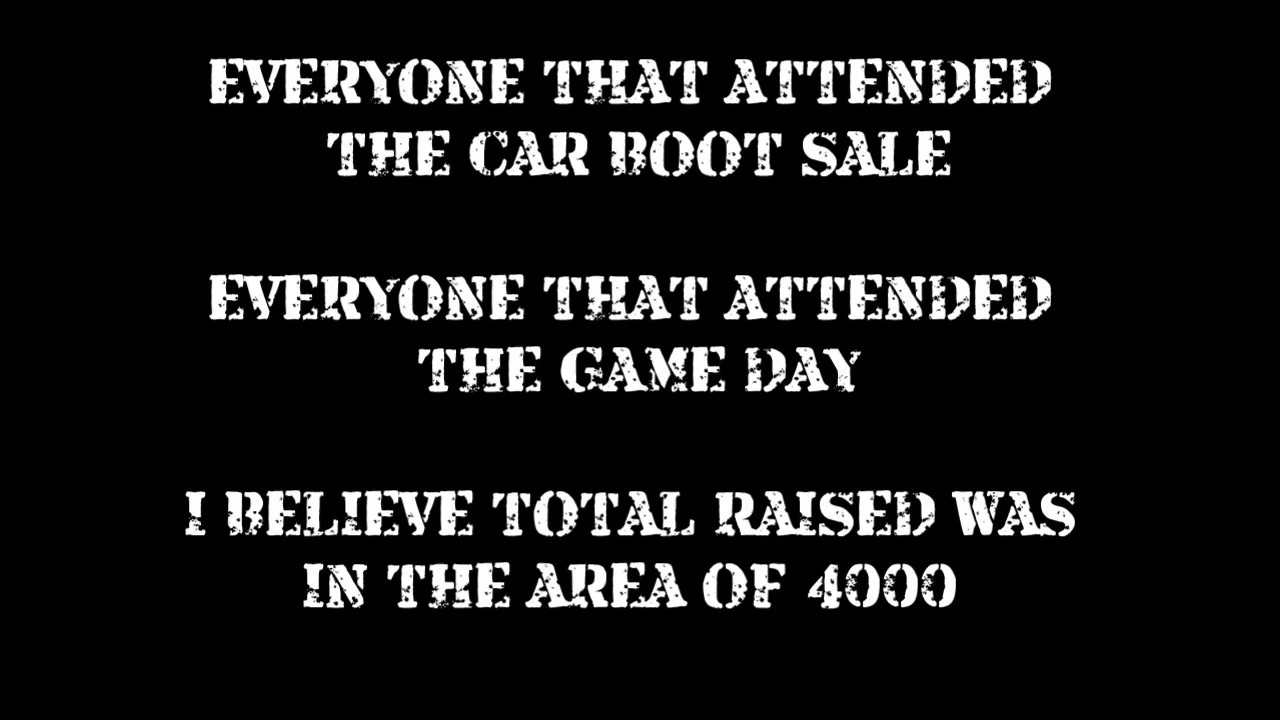 EVERYONE THAT ATTENDED
THE CAR BOOT SALE
EVERYONE THAT ATTENDED
THE GAME DAY
I BELIEVE TOTAL RAISED WAS
IN THE AREA OF 4000